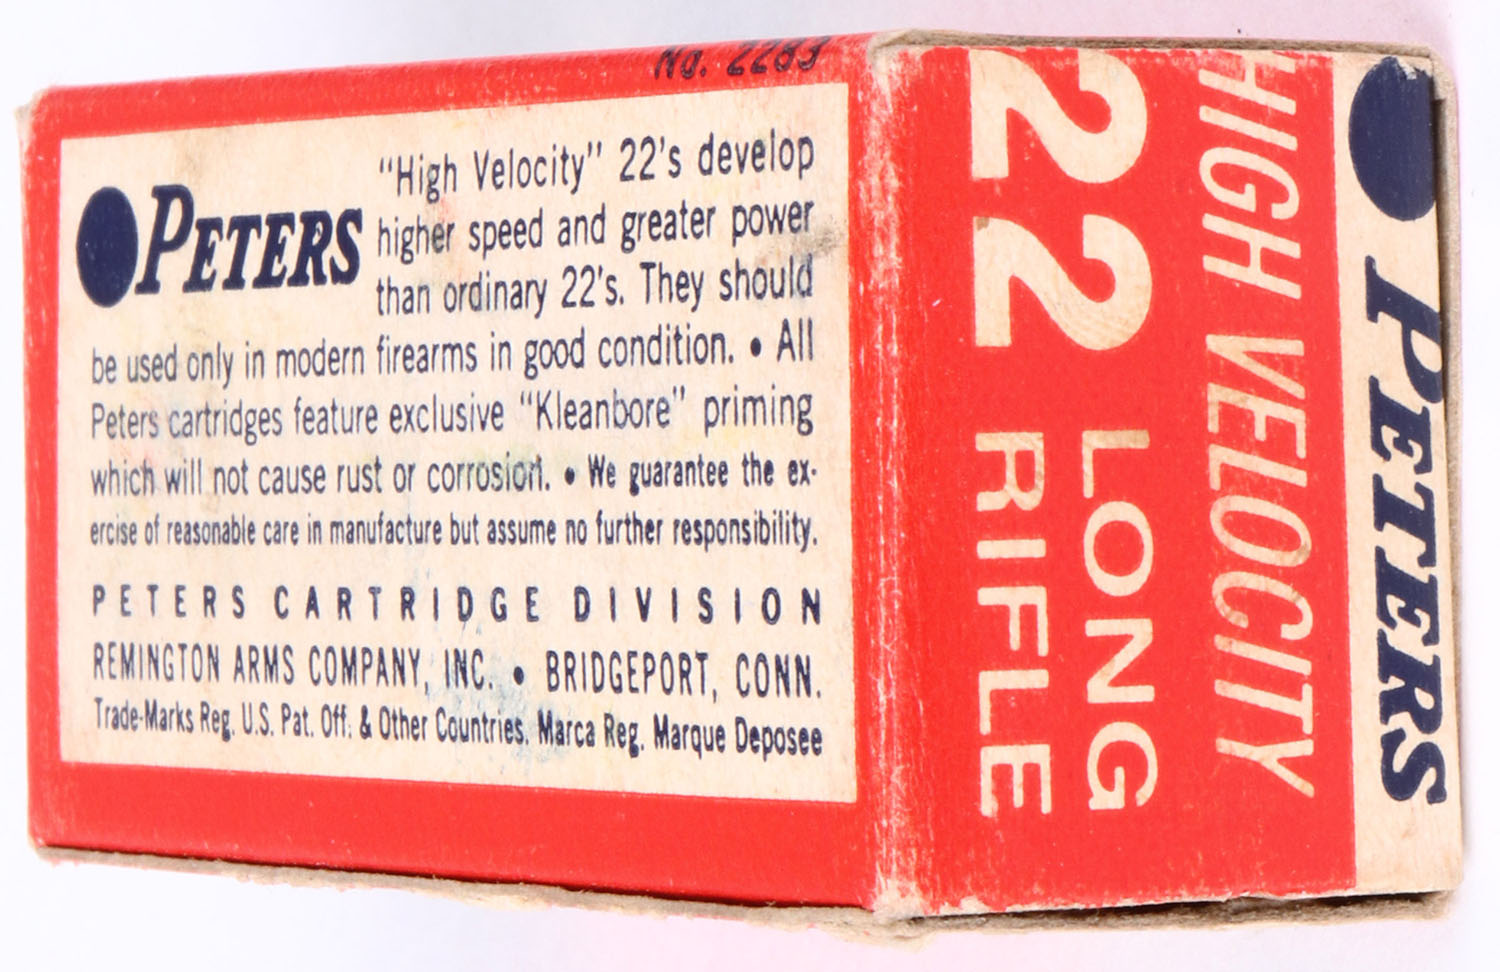 No. 2283
PETERS
"High Velocity" 22's develop
higher speed and greater power
than ordinary 22's. They should
be used only in modern firearms in good condition. • All
Peters cartridges feature exclusive "Kleanbore" priming
which will not cause rust or corrosion. • We guarantee the ex-
ercise of reasonable care in manufacture but assume no further responsibility.
PETERS CARTRIDGE DIVISION
REMINGTON ARMS COMPANY, INC. • BRIDGEPORT, CONN.
Trade-Marks Reg. U.S. Pat. Off. & Other Countries. Marca Reg. Marque Deposee
PETERS
HIGH VELOCITY
22 LONG
22 RIFLE